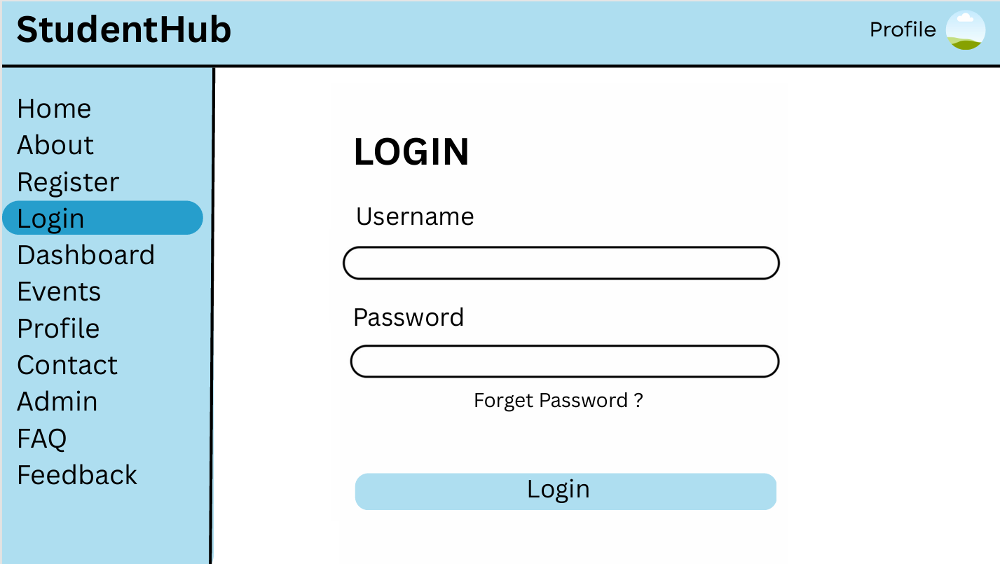 StudentHub
Profile
Home
About
Register
Login
Dashboard
Events
Profile
Contact
Admin
FAQ
Feedback
LOGIN
Username
Password
Forget Password ?
Login